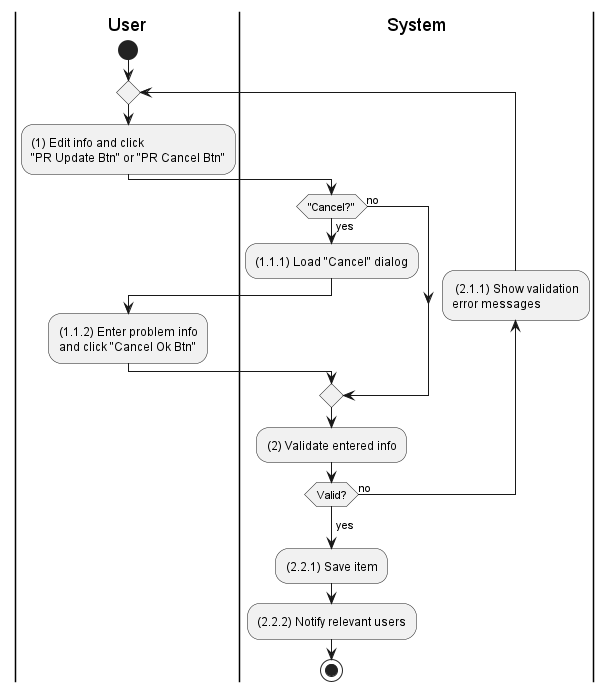 User
System
(1) Edit info and click
"PR Update Btn" or "PR Cancel Btn"
"Cancel?"
no
yes
(1.1.1) Load "Cancel" dialog
(2.1.1) Show validation
error messages
(1.1.2) Enter problem info
and click "Cancel Ok Btn"
(2) Validate entered info
Valid?
no
yes
(2.2.1) Save item
(2.2.2) Notify relevant users